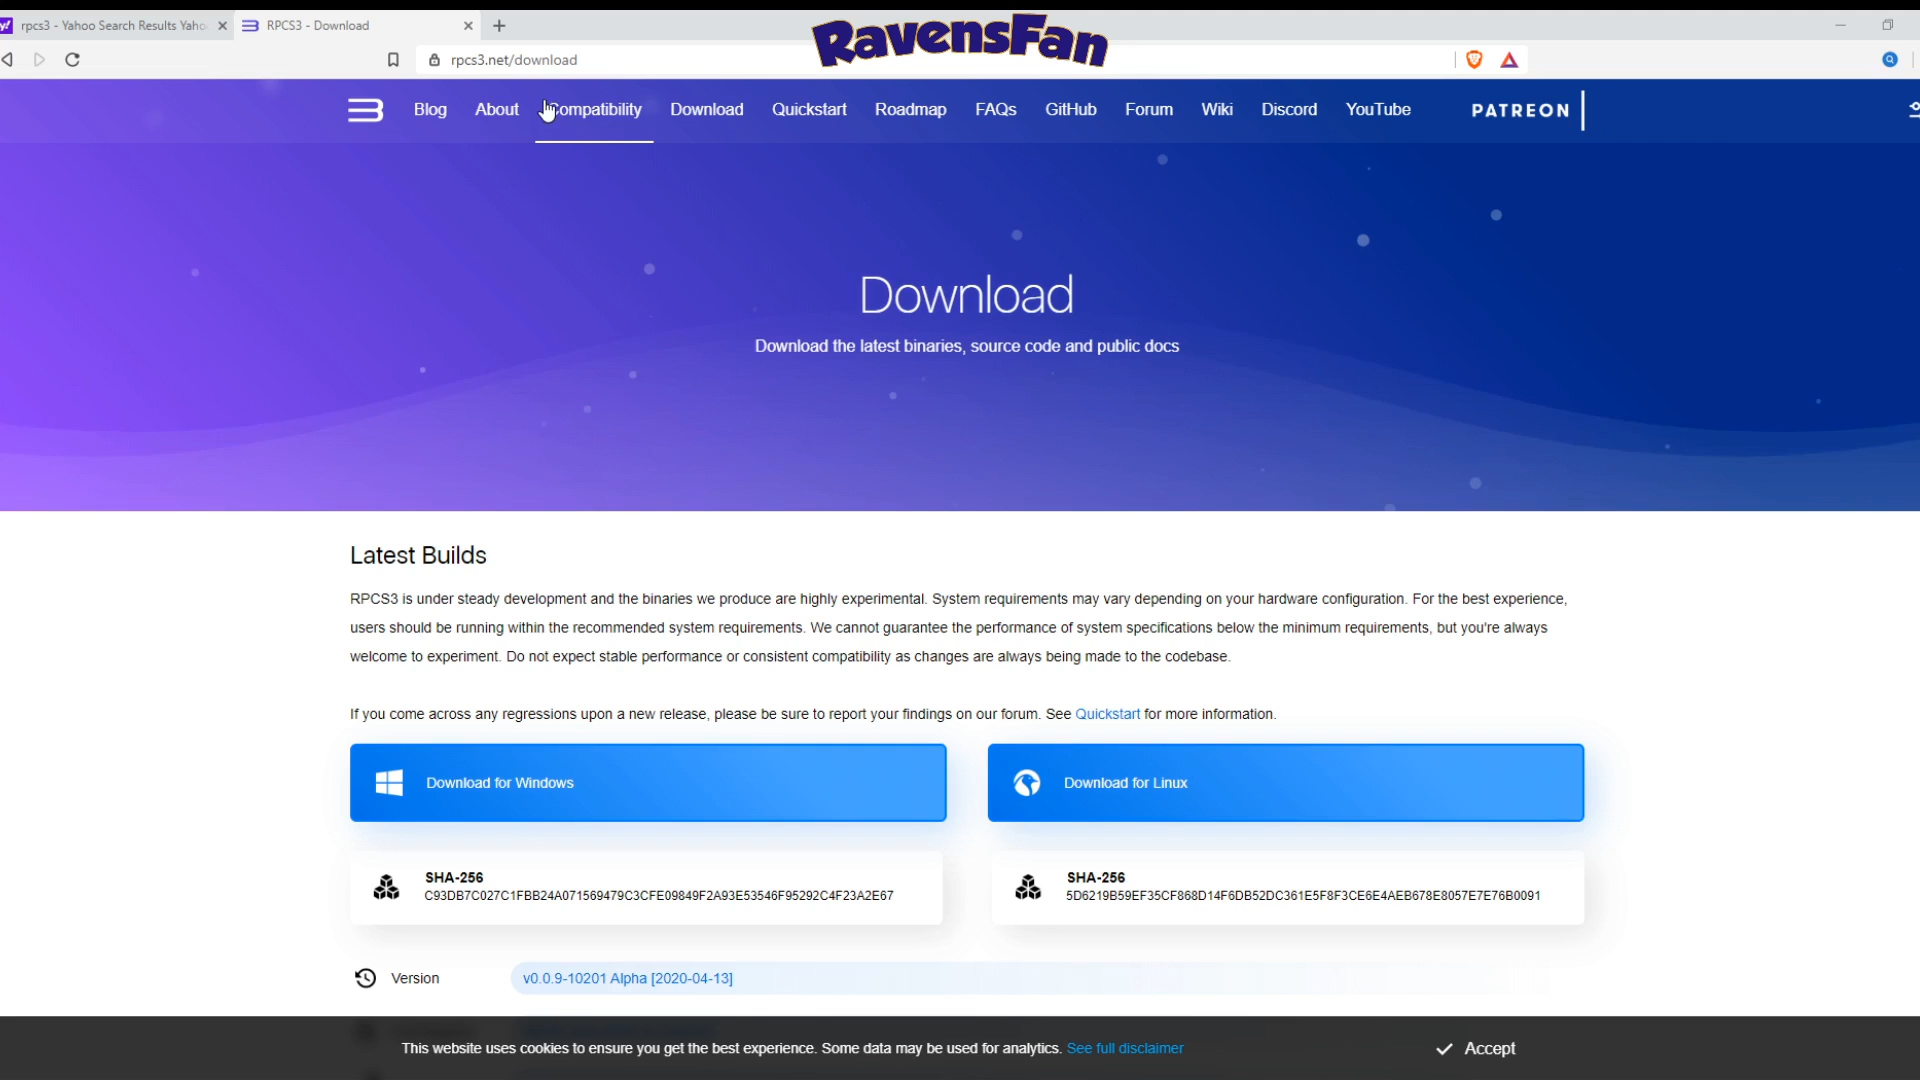 rpcs3 - Yahoo Search Results Yaho
RPCS3 - Download
RavensFan
rpcs3.net/download
Blog About Compatibility Download Quickstart Roadmap FAQs GitHub Forum Wiki Discord YouTube PATREON
Download
Download the latest binaries, source code and public docs
Latest Builds
RPCS3 is under steady development and the binaries we produce are highly experimental. System requirements may vary depending on your hardware configuration. For the best experience,
users should be running within the recommended system requirements. We cannot guarantee the performance of system specifications below the minimum requirements, but you're always
welcome to experiment. Do not expect stable performance or consistent compatibility as changes are always being made to the codebase.
If you come across any regressions upon a new release, please be sure to report your findings on our forum. See Quickstart for more information.
Download for Windows
Download for Linux
SHA-256
C93DB7C027C1FBB24A071569479C3CFE09849F2A93E53546F95292C4F23A2E67
SHA-256
5D6219B59EF35CF868D14F6DB52DC361E5F8F3CE6E4AEB678E8057E7E76B0091
Version v0.0.9-10201 Alpha [2020-04-13]
This website uses cookies to ensure you get the best experience. Some data may be used for analytics. See full disclaimer
Accept